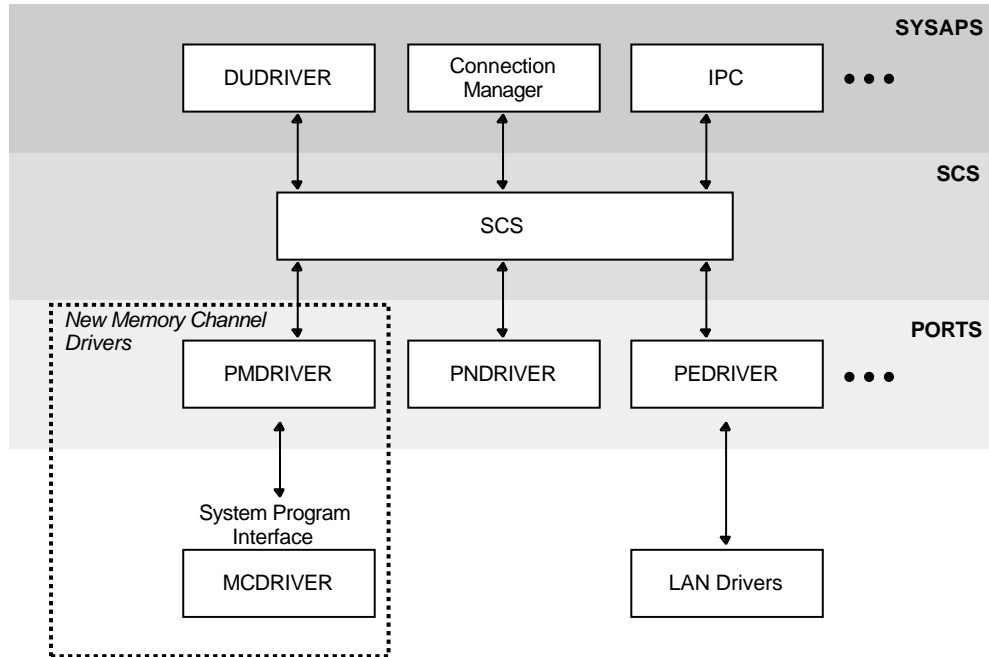 SYSAPS
DUDRIVER
Connection
Manager
IPC
SCS
SCS
New Memory Channel
Drivers
PORTS
PMDRIVER
PNDRIVER
PEDRIVER
System Program
Interface
MCDRIVER
LAN Drivers